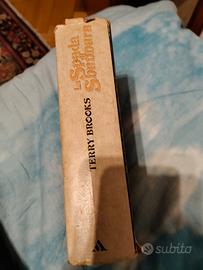 La Spada
di Shannara
TERRY BROOKS
subito